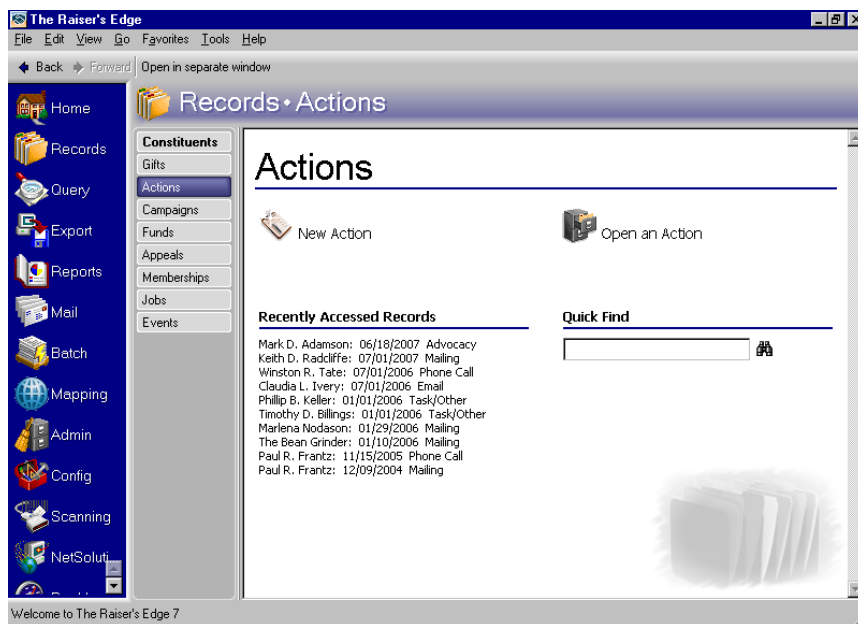 The Raiser's Edge
File Edit View Go Favorites Tools Help
Back Forward Open in separate window
Records • Actions
Home
Records
Query
Export
Reports
Mail
Batch
Mapping
Admin
Config
Scanning
NetSoluti
Constituents
Gifts
Actions
Campaigns
Funds
Appeals
Memberships
Jobs
Events
Actions
New Action
Open an Action
Recently Accessed Records
Mark D. Adamson: 06/18/2007 Advocacy
Keith D. Radcliffe: 07/01/2007 Mailing
Winston R. Tate: 07/01/2006 Phone Call
Claudia L. Ivery: 07/01/2006 Email
Phillip B. Keller: 01/01/2006 Task/Other
Timothy D. Billings: 01/01/2006 Task/Other
Marlena Nodason: 01/29/2006 Mailing
The Bean Grinder: 01/10/2006 Mailing
Paul R. Frantz: 11/15/2005 Phone Call
Paul R. Frantz: 12/09/2004 Mailing
Quick Find
Welcome to The Raiser's Edge 7